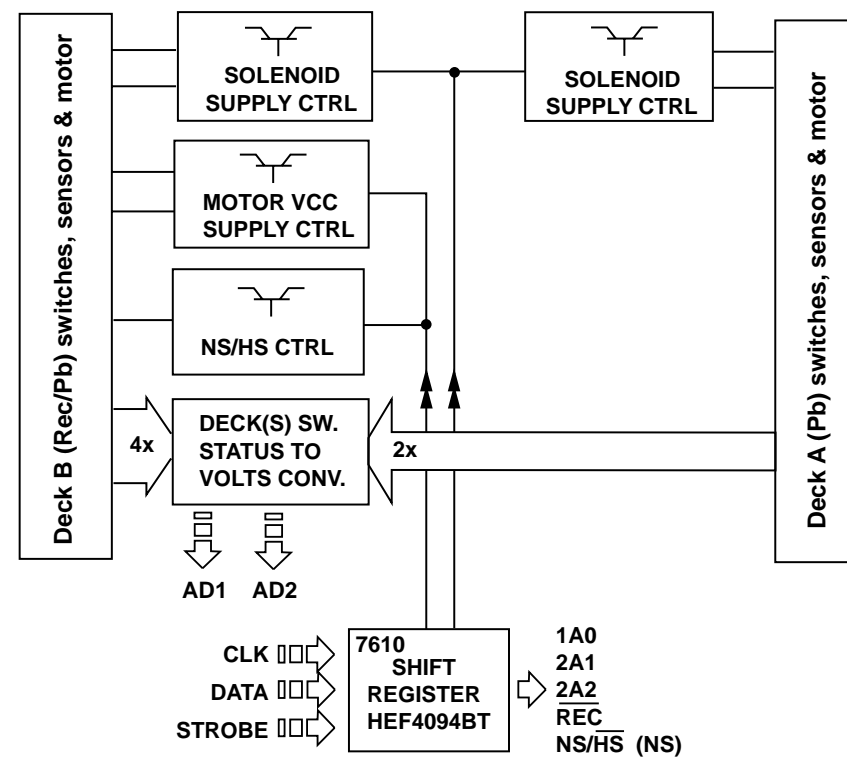 Deck B (Rec/Pb) switches, sensors & motor
SOLENOID
SUPPLY CTRL
SOLENOID
SUPPLY CTRL
Deck A (Pb) switches, sensors & motor
MOTOR VCC
SUPPLY CTRL
NS/HS CTRL
4x
DECK(S) SW.
STATUS TO
VOLTS CONV.
2x
AD1
AD2
CLK
DATA
STROBE
7610
SHIFT
REGISTER
HEF4094BT
1A0
2A1
2A2
R̅E̅C̅
NS/H̅S̅ (NS)